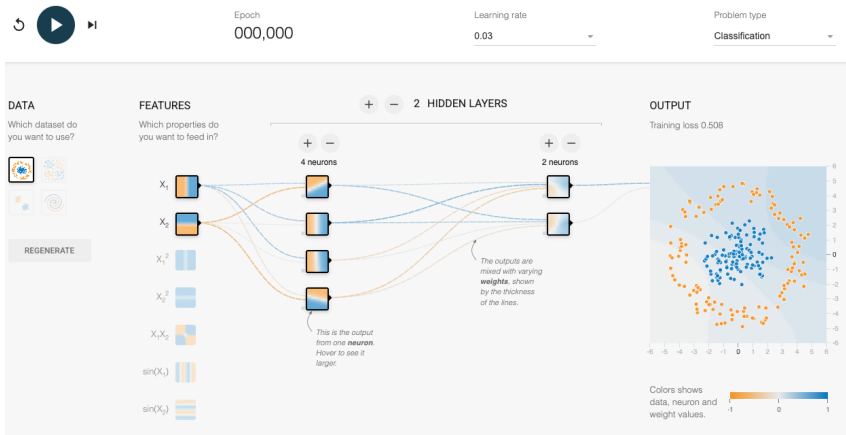 Epoch
000,000
Learning rate
0.03
Problem type
Classification
DATA
Which dataset do
you want to use?
REGENERATE
FEATURES
Which properties do
you want to feed in?
X1
X2
X1²
X2²
X1X2
sin(X1)
sin(X2)
+ − 2 HIDDEN LAYERS
+ −
4 neurons
+ −
2 neurons
This is the output
from one neuron.
Hover to see it
larger.
The outputs are
mixed with varying
weights, shown
by the thickness
of the lines.
OUTPUT
Training loss 0.508
6
5
4
3
2
1
0
-1
-2
-3
-4
-5
-6
-6 -5 -4 -3 -2 -1 0 1 2 3 4 5 6
Colors shows
data, neuron and
weight values.
-1 0 1